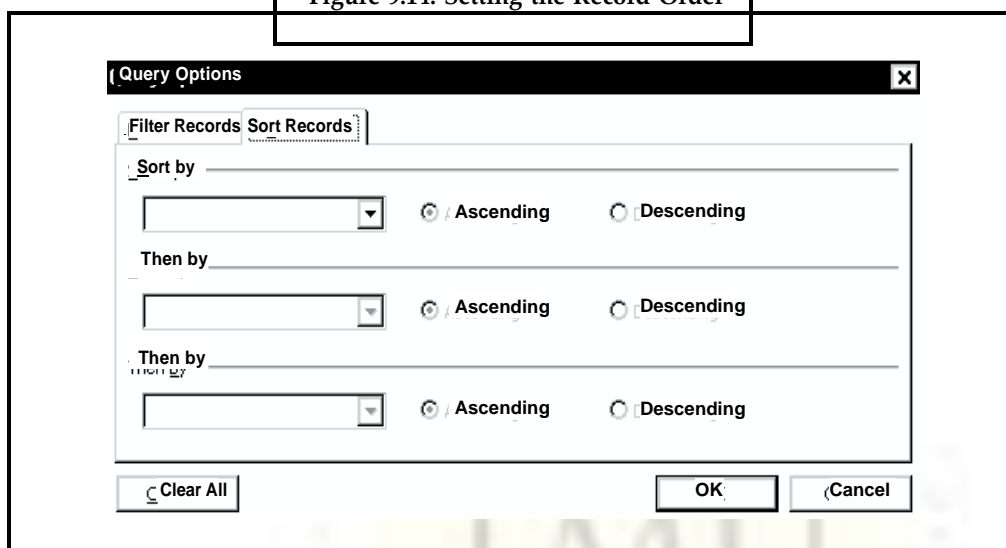 Figure 9.11: Setting the Record Order
Query Options
Filter Records Sort Records
Sort by
Ascending Descending
Then by
Ascending Descending
Then by
Ascending Descending
Clear All OK Cancel